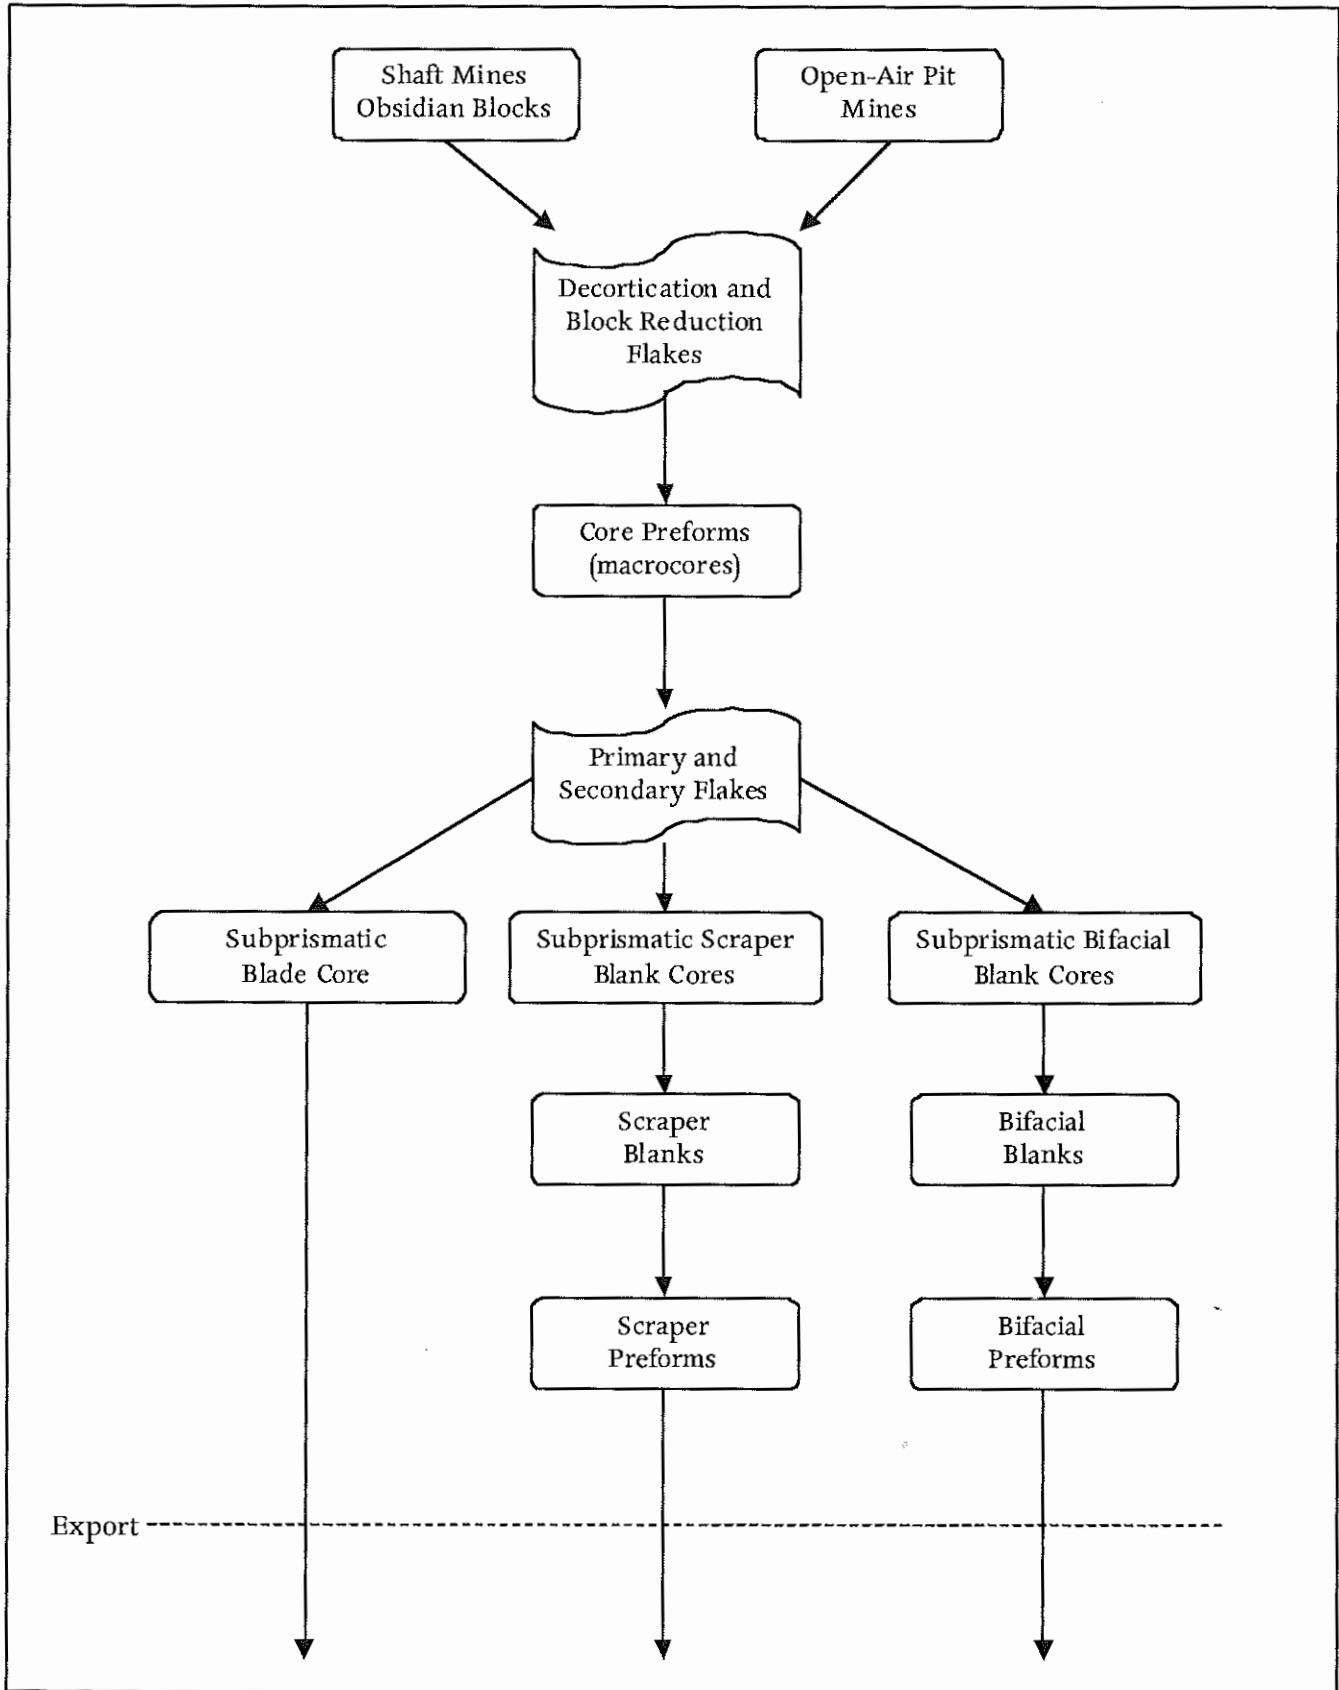 Shaft Mines
Obsidian Blocks
Open-Air Pit
Mines
Decortication and
Block Reduction
Flakes
Core Preforms
(macrocores)
Primary and
Secondary Flakes
Subprismatic
Blade Core
Subprismatic Scraper
Blank Cores
Subprismatic Bifacial
Blank Cores
Scraper
Blanks
Bifacial
Blanks
Scraper
Preforms
Bifacial
Preforms
Export